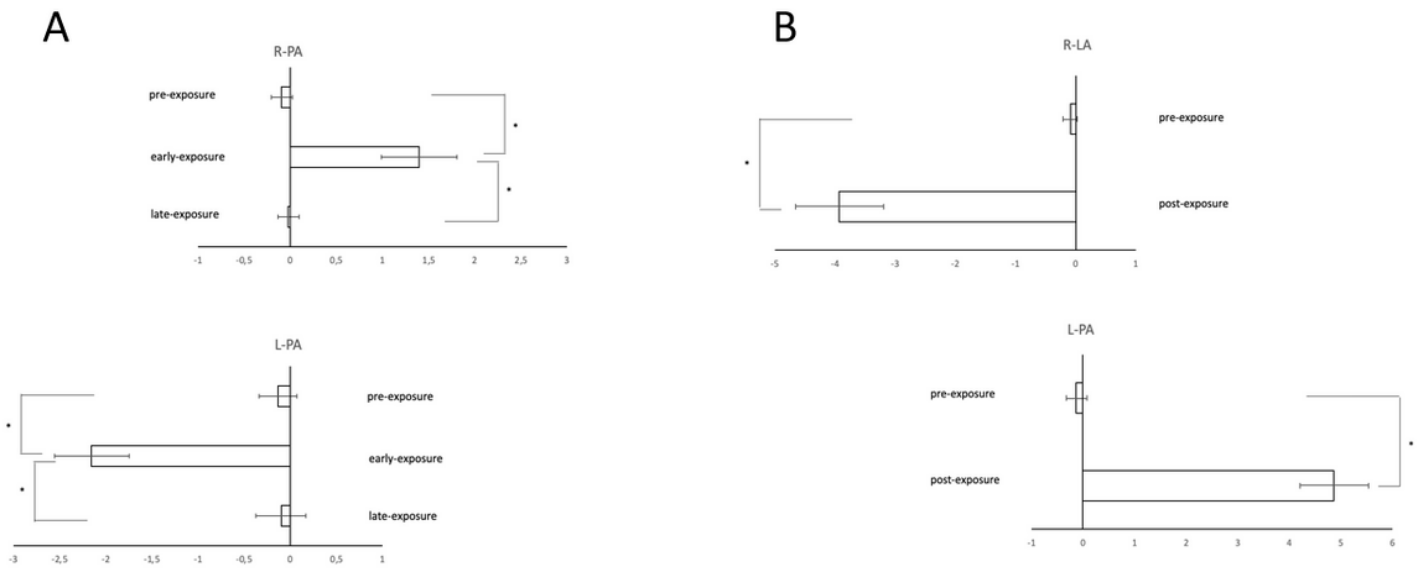 A
R-PA
pre-exposure
*
early-exposure
*
late-exposure
-1 -0,5 0 0,5 1 1,5 2 2,5 3
L-PA
pre-exposure
*
early-exposure
*
late-exposure
-3 -2,5 -2 -1,5 -1 -0,5 0 0,5 1
B
R-LA
pre-exposure
*
post-exposure
-5 -4 -3 -2 -1 0 1
L-PA
pre-exposure
*
post-exposure
-1 0 1 2 3 4 5 6